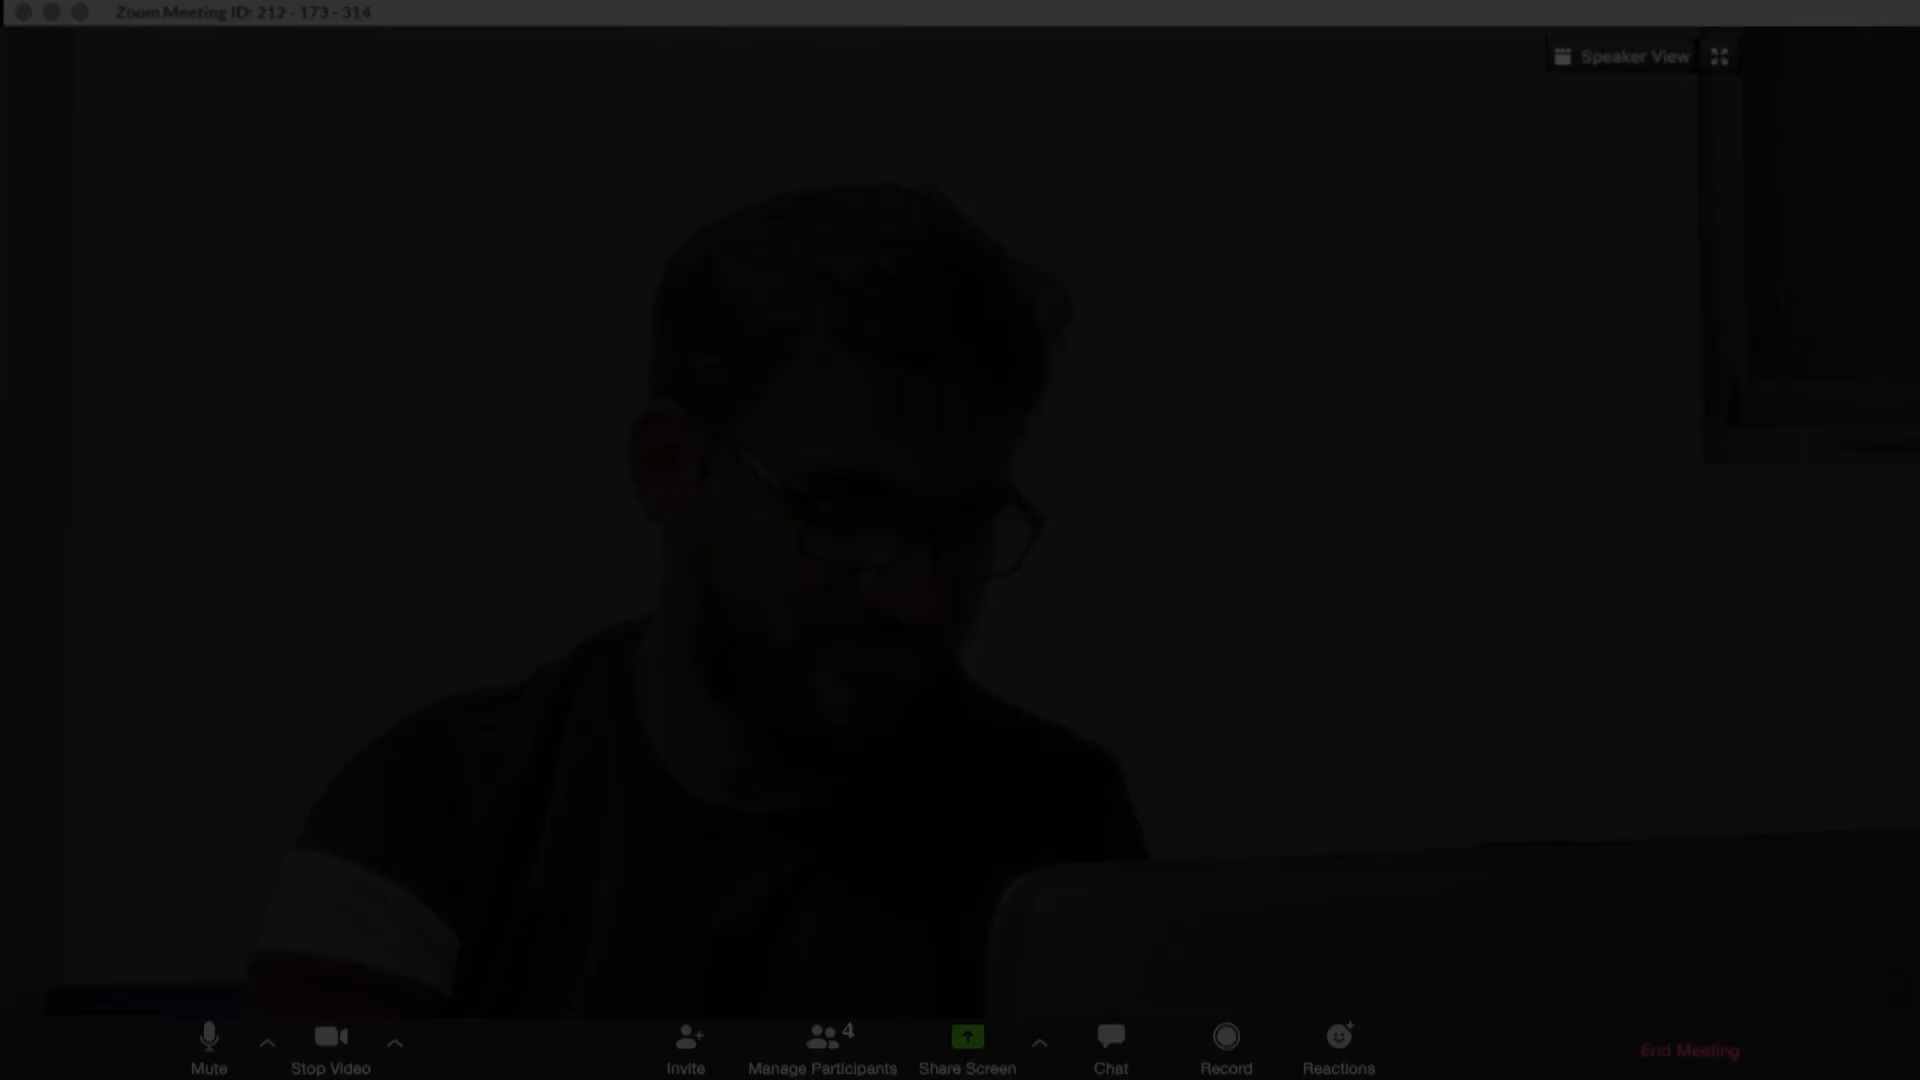 Zoom Meeting ID: 212 - 173 - 314
Speaker View
4
Mute
Stop Video
Invite
Manage Participants
Share Screen
Chat
Record
Reactions
End Meeting